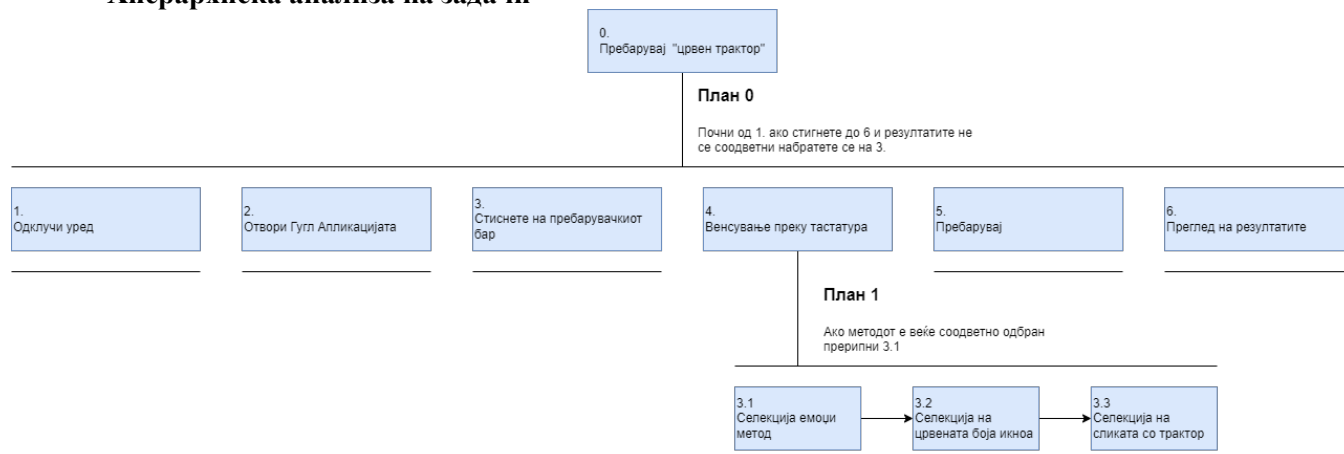 Хиерархиска анализа на задачи
0.
Пребарувај "црвен трактор"
План 0
Почни од 1. ако стигнете до 6 и резултатите не
се соодветни набратете се на 3.
1.
Одклучи уред
2.
Отвори Гугл Апликацијата
3.
Стиснете на пребарувачкиот
бар
4.
Венсување преку тастатура
5.
Пребарувај
6.
Преглед на резултатите
План 1
Ако методот е веќе соодветно одбран
прерипни 3.1
3.1
Селекција емоџи
метод
3.2
Селекција на
црвената боја икноа
3.3
Селекција на
сликата со трактор